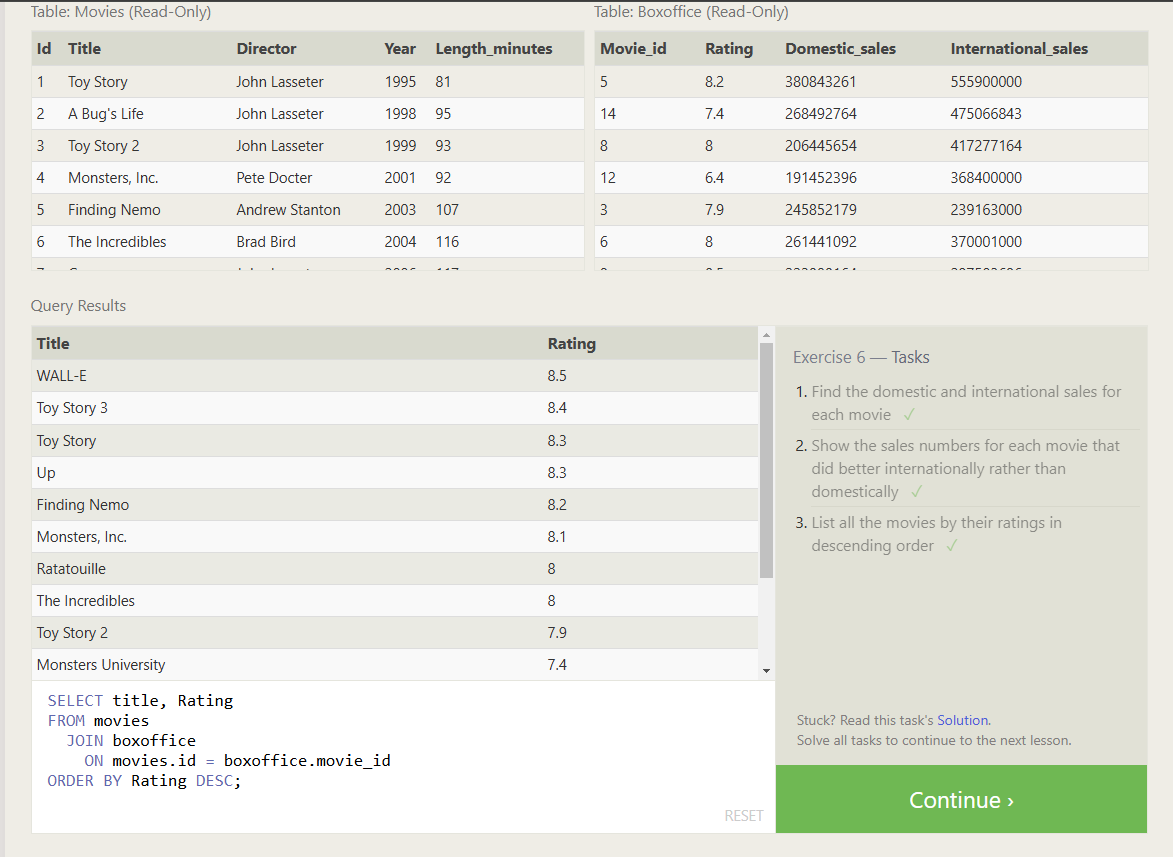 Table: Movies (Read-Only)
Table: Boxoffice (Read-Only)
Id Title Director Year Length_minutes
1 Toy Story John Lasseter 1995 81
2 A Bug's Life John Lasseter 1998 95
3 Toy Story 2 John Lasseter 1999 93
4 Monsters, Inc. Pete Docter 2001 92
5 Finding Nemo Andrew Stanton 2003 107
6 The Incredibles Brad Bird 2004 116
Movie_id Rating Domestic_sales International_sales
5 8.2 380843261 555900000
14 7.4 268492764 475066843
8 8 206445654 417277164
12 6.4 191452396 368400000
3 7.9 245852179 239163000
6 8 261441092 370001000
Query Results
Title Rating
WALL-E 8.5
Toy Story 3 8.4
Toy Story 8.3
Up 8.3
Finding Nemo 8.2
Monsters, Inc. 8.1
Ratatouille 8
The Incredibles 8
Toy Story 2 7.9
Monsters University 7.4
SELECT title, Rating
FROM movies
JOIN boxoffice
ON movies.id = boxoffice.movie_id
ORDER BY Rating DESC;
RESET
Exercise 6 — Tasks
1. Find the domestic and international sales for
each movie ✓
2. Show the sales numbers for each movie that
did better internationally rather than
domestically ✓
3. List all the movies by their ratings in
descending order ✓
Stuck? Read this task's Solution.
Solve all tasks to continue to the next lesson.
Continue ›